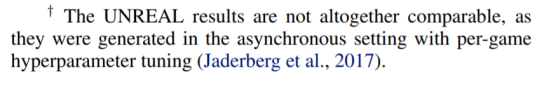 † The UNREAL results are not altogether comparable, as
they were generated in the asynchronous setting with per-game
hyperparameter tuning (Jaderberg et al., 2017).